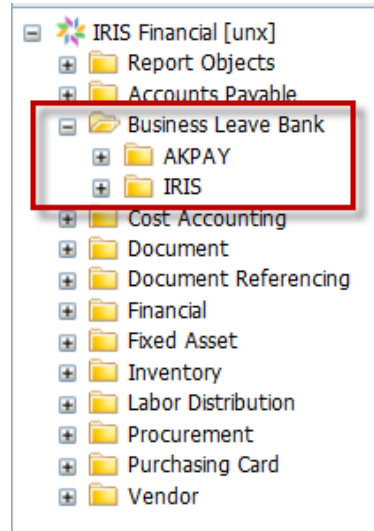 IRIS Financial [unx]
Report Objects
Accounts Payable
Business Leave Bank
AKPAY
IRIS
Cost Accounting
Document
Document Referencing
Financial
Fixed Asset
Inventory
Labor Distribution
Procurement
Purchasing Card
Vendor